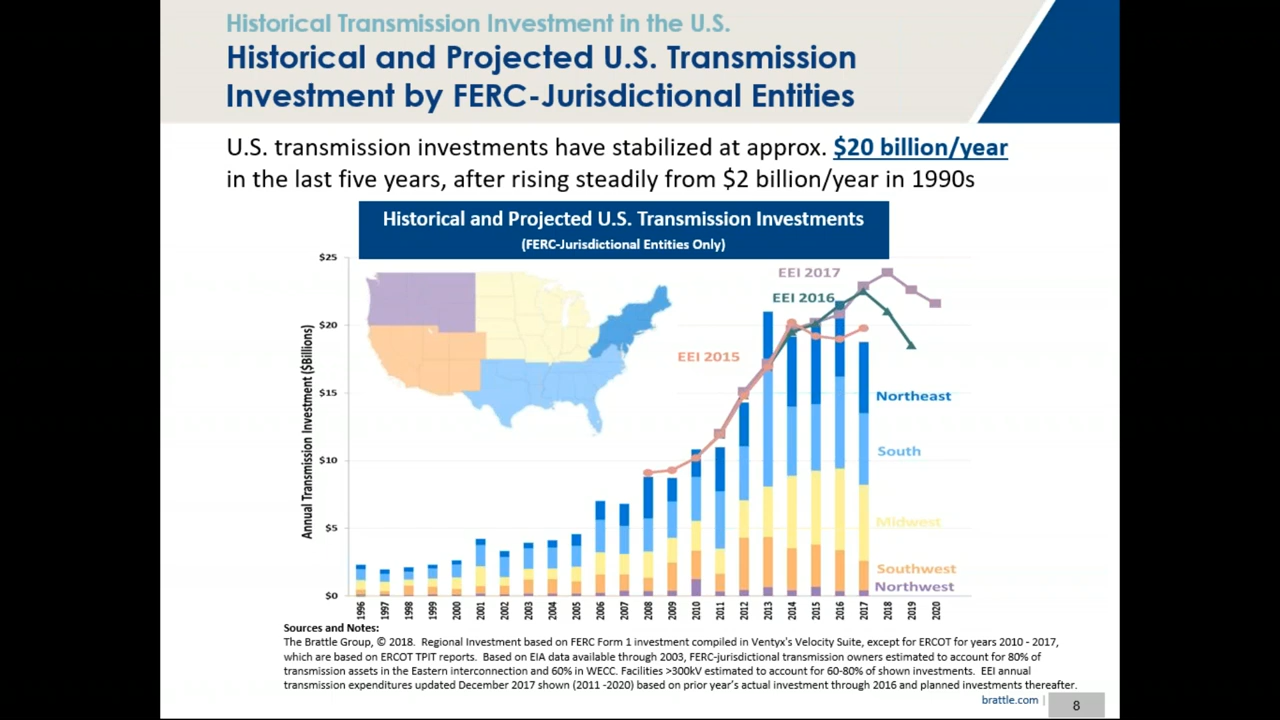 Historical Transmission Investment in the U.S.
Historical and Projected U.S. Transmission
Investment by FERC-Jurisdictional Entities
U.S. transmission investments have stabilized at approx. $20 billion/year
in the last five years, after rising steadily from $2 billion/year in 1990s
Historical and Projected U.S. Transmission Investments
(FERC-Jurisdictional Entities Only)
Annual Transmission Investment ($Billions)
$25
$20
$15
$10
$5
$0
EEI 2017
EEI 2016
EEI 2015
Northeast
South
Midwest
Southwest
Northwest
1996
1997
1998
1999
2000
2001
2002
2003
2004
2005
2006
2007
2008
2009
2010
2011
2012
2013
2014
2015
2016
2017
2018
2019
2020
Sources and Notes:
The Brattle Group, © 2018. Regional Investment based on FERC Form 1 investment compiled in Ventyx's Velocity Suite, except for ERCOT for years 2010 - 2017,
which are based on ERCOT TPIT reports. Based on EIA data available through 2003, FERC-jurisdictional transmission owners estimated to account for 80% of
transmission assets in the Eastern interconnection and 60% in WECC. Facilities >300kV estimated to account for 60-80% of shown investments. EEI annual
transmission expenditures updated December 2017 shown (2011 -2020) based on prior year's actual investment through 2016 and planned investments thereafter.
brattle.com |
8